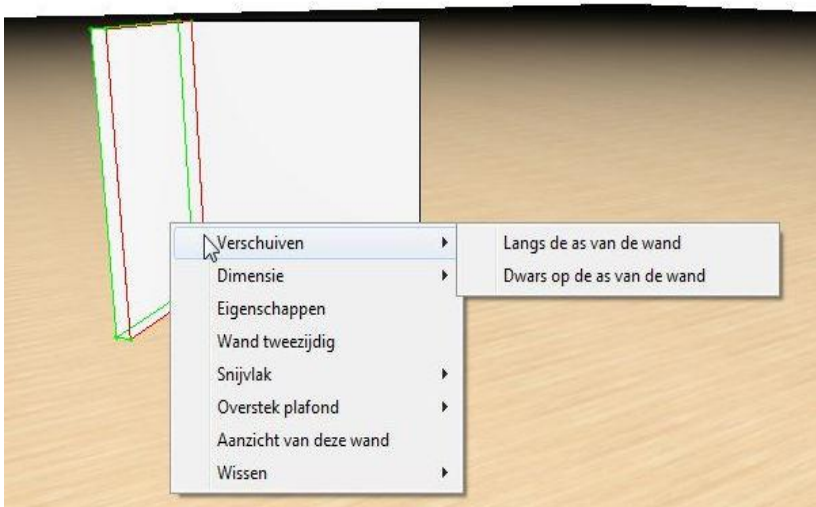 Verschuiven
Langs de as van de wand
Dimensie
Dwars op de as van de wand
Eigenschappen
Wand tweezijdig
Snijvlak
Overstek plafond
Aanzicht van deze wand
Wissen